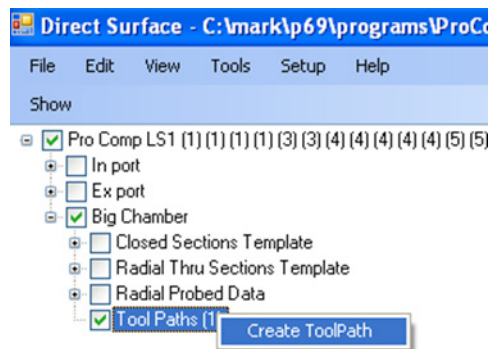 Direct Surface - C:\mark\p69\programs\ProCo
File Edit View Tools Setup Help
Show
Pro Comp LS1 (1) (1) (1) (1) (3) (3) (4) (4) (4) (4) (4) (5) (5)
In port
Ex port
Big Chamber
Closed Sections Template
Radial Thru Sections Template
Radial Probed Data
Tool Paths (1
Create ToolPath